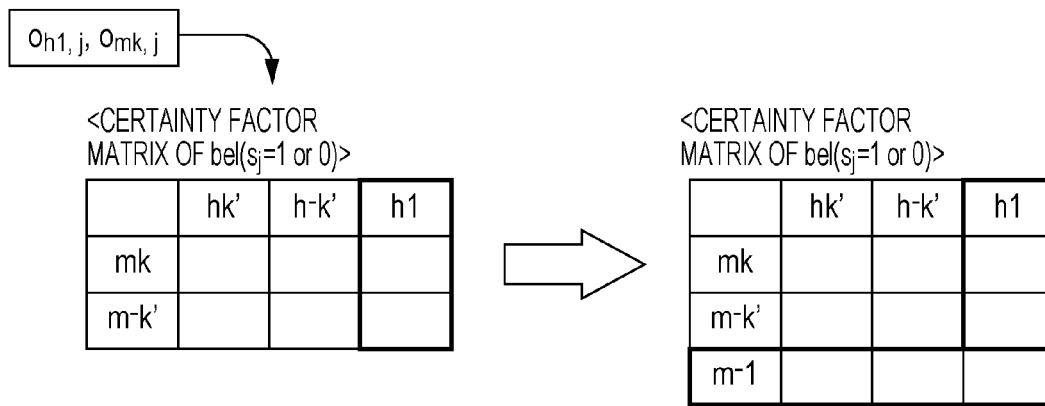 oh1, j, omk, j
<CERTAINTY FACTOR
MATRIX OF bel(sj=1 or 0)>
hk’ h-k’ h1
mk
m-k’
<CERTAINTY FACTOR
MATRIX OF bel(sj=1 or 0)>
hk’ h-k’ h1
mk
m-k’
m-1